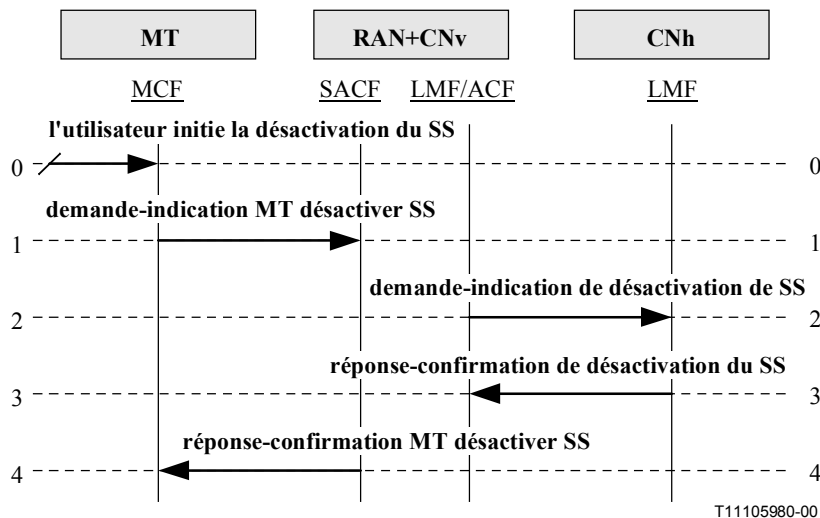 MT RAN+CNv CNh
MCF SACF LMF/ACF LMF
l'utilisateur initie la désactivation du SS
0 0
demande-indication MT désactiver SS
1 1
demande-indication de désactivation de SS
2 2
réponse-confirmation de désactivation du SS
3 3
réponse-confirmation MT désactiver SS
4 4
T11105980-00